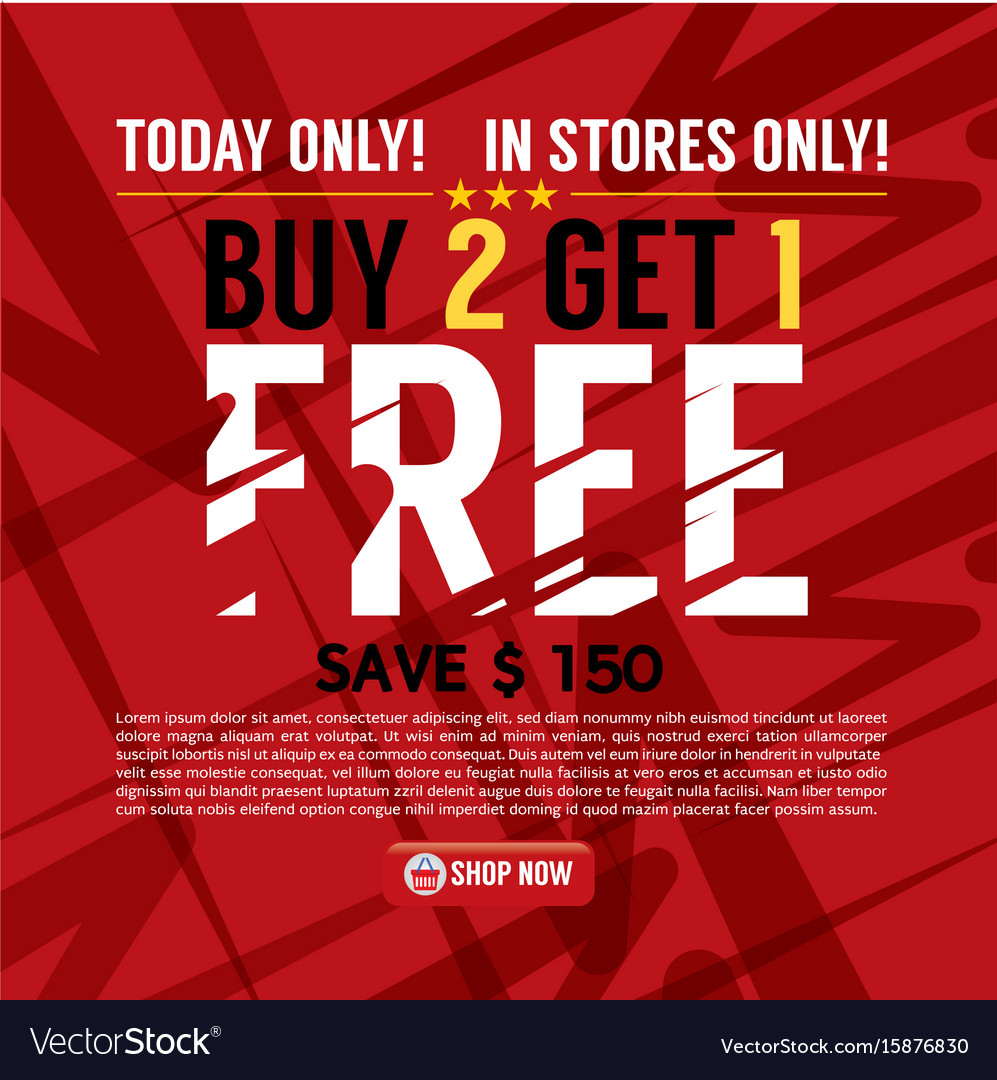 TODAY ONLY! IN STORES ONLY!
BUY 2 GET 1
FREE
SAVE $ 150
Lorem ipsum dolor sit amet, consectetuer adipiscing elit, sed diam nonummy nibh euismod tincidunt ut laoreet
dolore magna aliquam erat volutpat. Ut wisi enim ad minim veniam, quis nostrud exerci tation ullamcorper
suscipit lobortis nisl ut aliquip ex ea commodo consequat. Duis autem vel eum iriure dolor in hendrerit in vulputate
velit esse molestie consequat, vel illum dolore eu feugiat nulla facilisis at vero eros et accumsan et iusto odio
dignissim qui blandit praesent luptatum zzril delenit augue duis dolore te feugait nulla facilisi. Nam liber tempor
cum soluta nobis eleifend option congue nihil imperdiet doming id quod mazim placerat facer possim assum.
SHOP NOW
VectorStock®
VectorStock.com/15876830